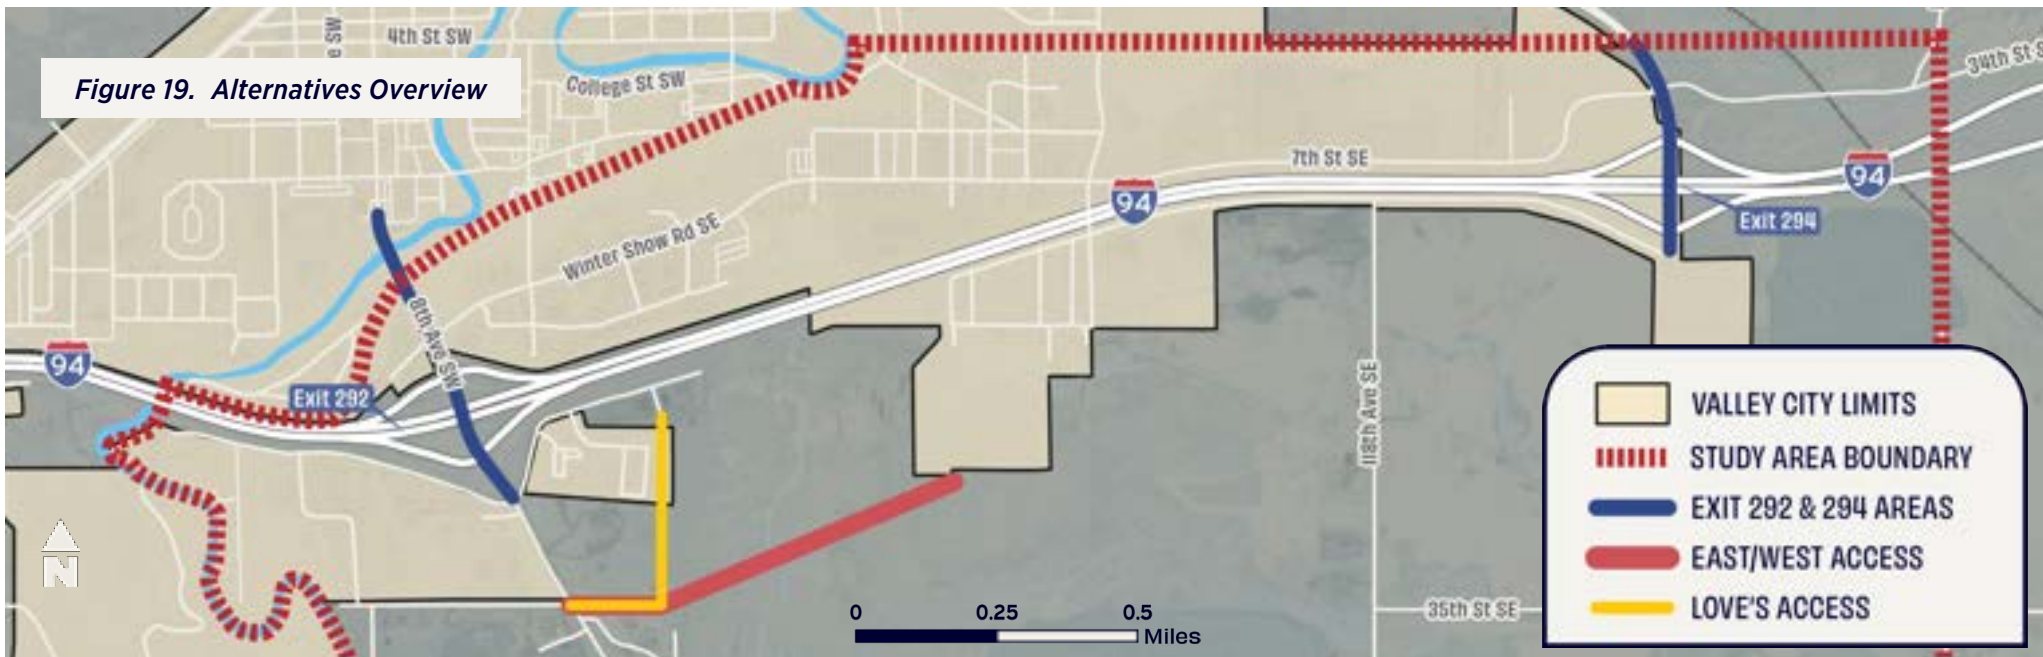 e SW
4th St SW
Figure 19. Alternatives Overview
College St SW
34th St S
7th St SE
94
94
Exit 294
Winter Show Rd SE
8th Ave SW
94
Exit 292
118th Ave SE
35th St SE
N
0 0.25 0.5
Miles
VALLEY CITY LIMITS
STUDY AREA BOUNDARY
EXIT 292 & 294 AREAS
EAST/WEST ACCESS
LOVE'S ACCESS